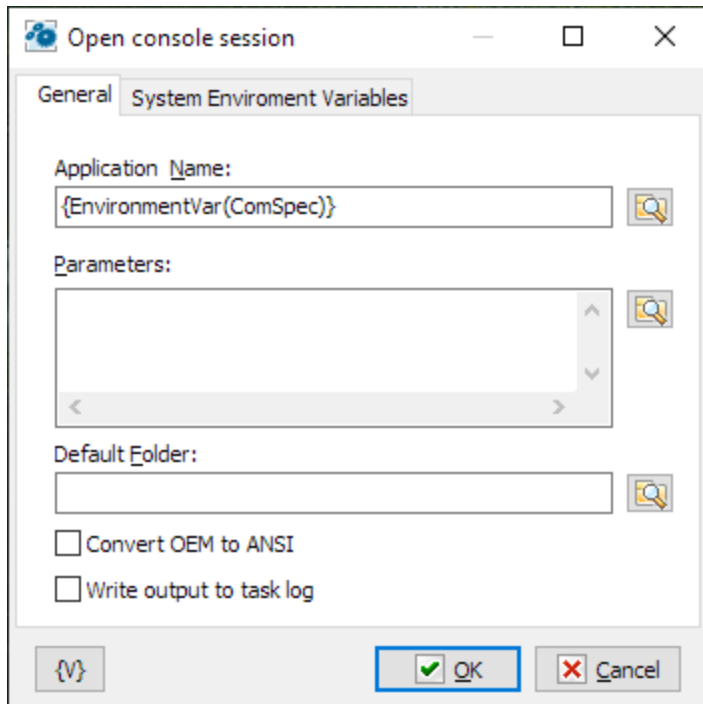 Open console session
General
System Enviroment Variables
Application Name:
{EnvironmentVar(ComSpec)}
Parameters:
Default Folder:
Convert OEM to ANSI
Write output to task log
{V}
OK
Cancel